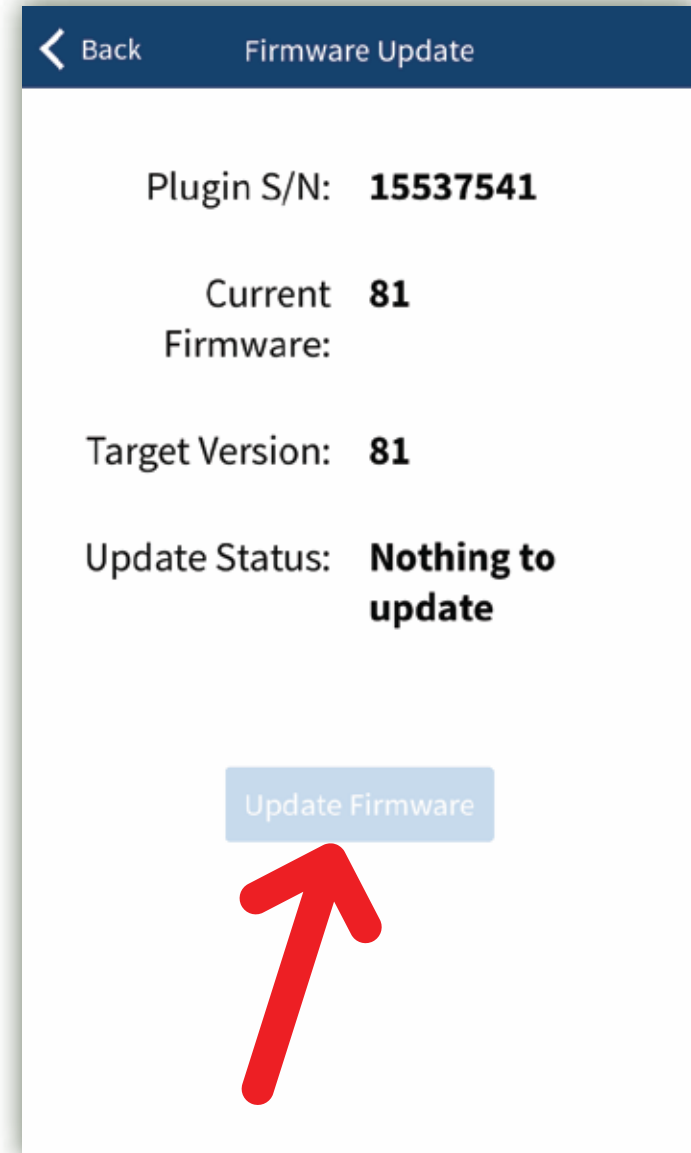 Back Firmware Update
Plugin S/N: 15537541
Current 81
Firmware:
Target Version: 81
Update Status: Nothing to
update
Update Firmware